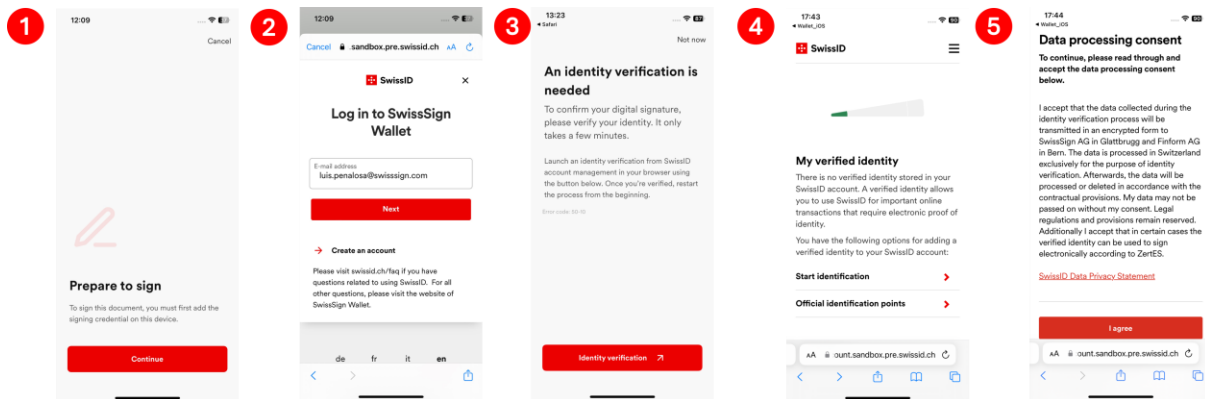 1
12:09
Cancel
Prepare to sign
To sign this document, you must first add the
signing credential on this device.
Continue
2
12:09
Cancel
.sandbox.pre.swissid.ch
AA
SwissID
Log in to SwissSign
Wallet
E-mail address
luis.penalosa@swisssign.com
Next
Create an account
Please visit swissid.ch/faq if you have
questions related to using SwissID. For all
other questions, please visit the website of
SwissSign Wallet.
de fr it en
3
13:23
Safari
87
Not now
An identity verification is
needed
To confirm your digital signature,
please verify your identity. It only
takes a few minutes.
Launch an identity verification from SwissID
account management in your browser using
the button below. Once you're verified, restart
the process from the beginning.
Identity verification
4
17:43
Wallet_iOS
90
SwissID
My verified identity
There is no verified identity stored in your
SwissID account. A verified identity allows
you to use SwissID for important online
transactions that require electronic proof of
identity.
You have the following options for adding a
verified identity to your SwissID account:
Start identification
Official identification points
AA ount.sandbox.pre.swissid.ch
5
17:44
Wallet_iOS
90
Data processing consent
To continue, please read through and
accept the data processing consent
below.
I accept that the data collected during the
identity verification process will be
transmitted in an encrypted form to
SwissSign AG in Glattbrugg and Finform AG
in Bern. The data is processed in Switzerland
exclusively for the purpose of identity
verification. Afterwards, the data will be
processed or deleted in accordance with the
contractual provisions. My data may not be
passed on without my consent. Legal
regulations and provisions remain reserved.
Additionally I accept that in certain cases the
verified identity can be used to sign
electronically according to ZertES.
SwissID Data Privacy Statement
I agree
AA ount.sandbox.pre.swissid.ch